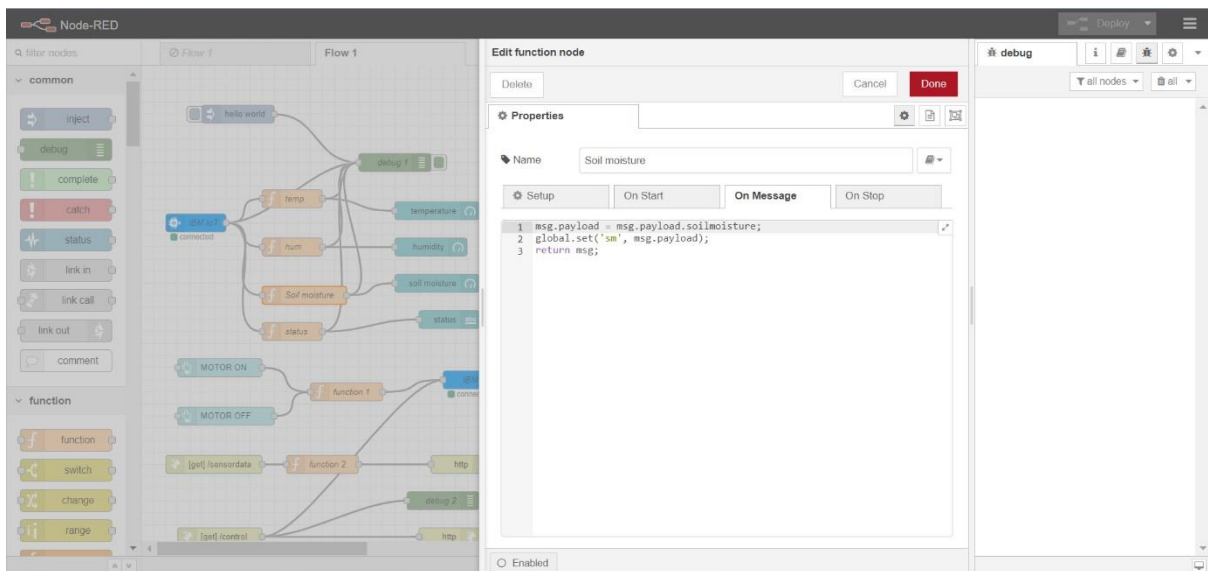 Node-RED
Deploy
filter nodes
common
inject
debug
complete
catch
status
link in
link call
link out
comment
function
function
switch
change
range
Flow 1
Flow 1
hello world
debug 1
temp
temperature
connected
hum
humidity
Soil moisture
soil moisture
status
status
MOTOR ON
function 1
MOTOR OFF
[get] /sensordata
function 2
http
debug 2
[get] /control
http
Edit function node
Delete
Cancel
Done
Properties
Name
Soil moisture
Setup
On Start
On Message
On Stop
1 msg.payload = msg.payload.soilmoisture;
2 global.set('sm', msg.payload);
3 return msg;
Enabled
debug
i
all nodes
all